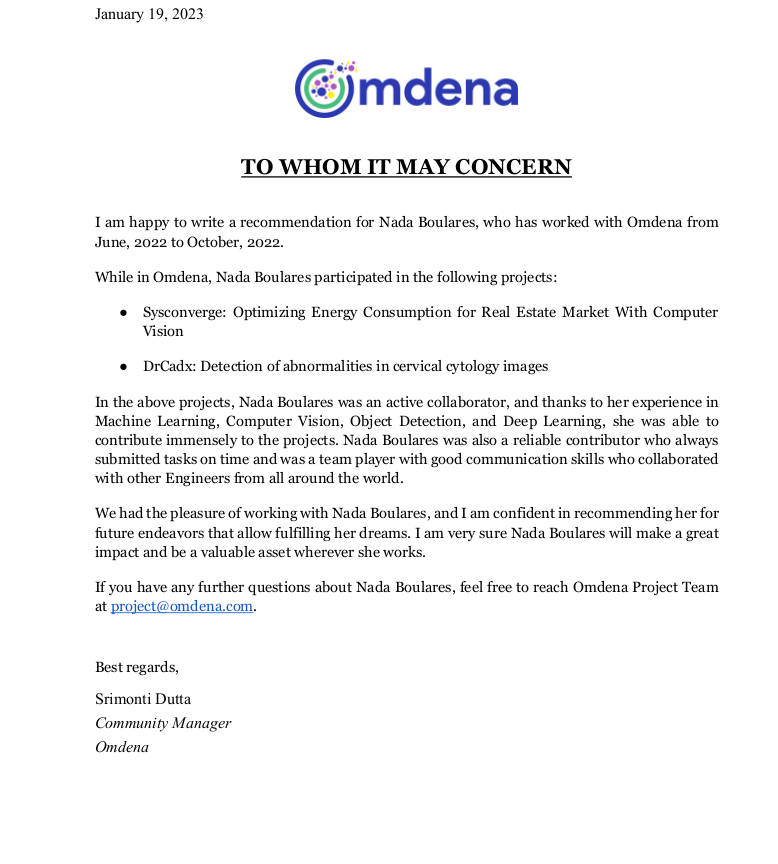 January 19, 2023
Omdena
TO WHOM IT MAY CONCERN
I am happy to write a recommendation for Nada Boulares, who has worked with Omdena from
June, 2022 to October, 2022.
While in Omdena, Nada Boulares participated in the following projects:
● Sysconverge: Optimizing Energy Consumption for Real Estate Market With Computer
Vision
● DrCadx: Detection of abnormalities in cervical cytology images
In the above projects, Nada Boulares was an active collaborator, and thanks to her experience in
Machine Learning, Computer Vision, Object Detection, and Deep Learning, she was able to
contribute immensely to the projects. Nada Boulares was also a reliable contributor who always
submitted tasks on time and was a team player with good communication skills who collaborated
with other Engineers from all around the world.
We had the pleasure of working with Nada Boulares, and I am confident in recommending her for
future endeavors that allow fulfilling her dreams. I am very sure Nada Boulares will make a great
impact and be a valuable asset wherever she works.
If you have any further questions about Nada Boulares, feel free to reach Omdena Project Team
at project@omdena.com.
Best regards,
Srimonti Dutta
Community Manager
Omdena